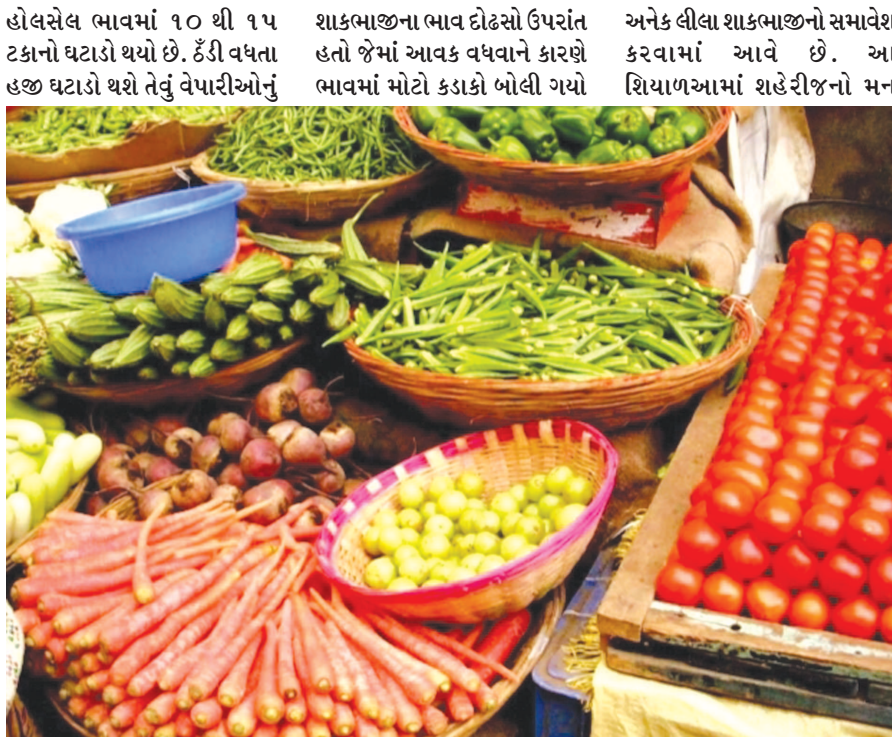 હોલસેલ ભાવમાં ૧૦ થી ૧૫
ટકાનો ઘટાડો થયો છે. ઠંડી વધતા
હજી ઘટાડો થશે તેવું વેપારીઓનું
શાકભાજીના ભાવ દોઢસો ઉપરાંત
હતો જેમાં આવક વધવાને કારણે
ભાવમાં મોટો કડાકો બોલી ગયો
અનેક લીલા શાકભાજીનો સમાવેશ
કરવામાં આવે છે. આ
શિયાળઆમાં શહેરીજનો મન